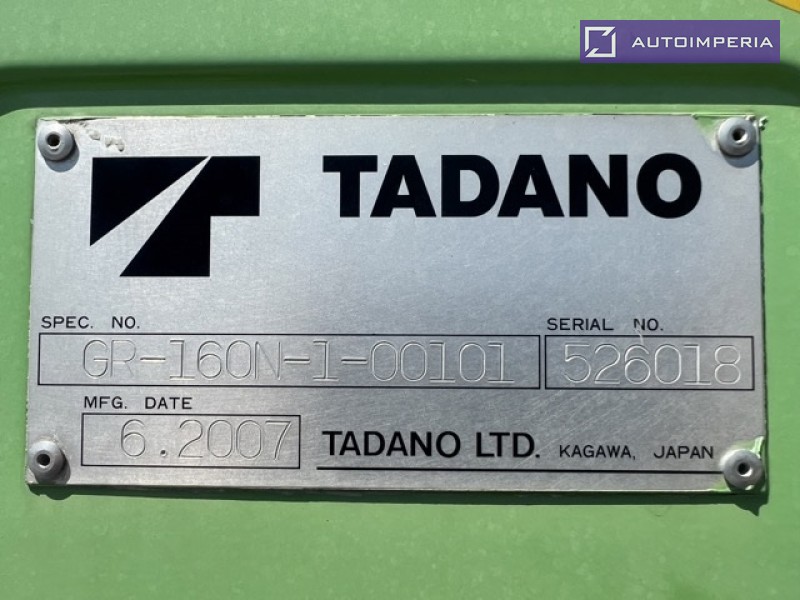 AUTOIMPERIA
TADANO
SPEC. NO.
SERIAL NO.
GR-160N-1-00101
526018
MFG. DATE
6.2007
TADANO LTD. KAGAWA, JAPAN